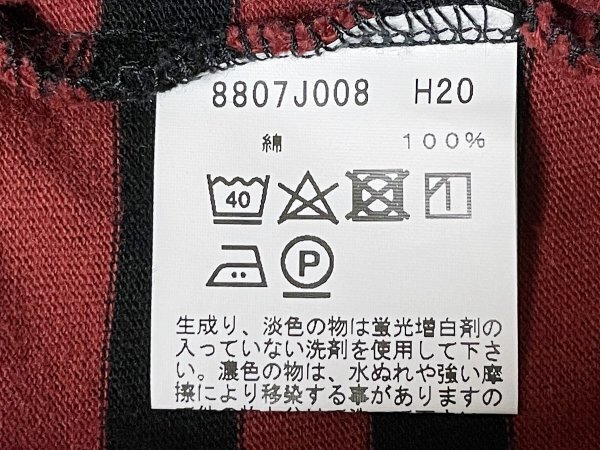 8807J008 H20
綿 100%
40
P
生成り、淡色の物は蛍光増白剤の
入っていない洗剤を使用して下さ
い。濃色の物は、水ぬれや強い摩
擦により移染する事がありますの